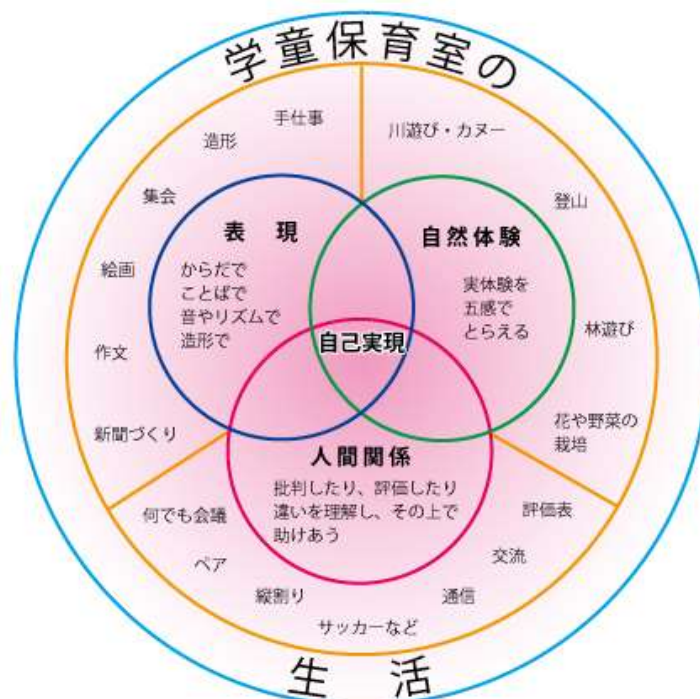 学童保育室の
手仕事
造形
集会
絵画
作文
新聞づくり
川遊び・カヌー
登山
林遊び
花や野菜の
栽培
表 現
からだで
ことばで
音やリズムで
造形で
自然体験
実体験を
五感で
とらえる
自己実現
人間関係
批判したり、評価したり
違いを理解し、その上で
助けあう
何でも会議
ペア
縦割り
サッカーなど
通信
交流
評価表
生 活